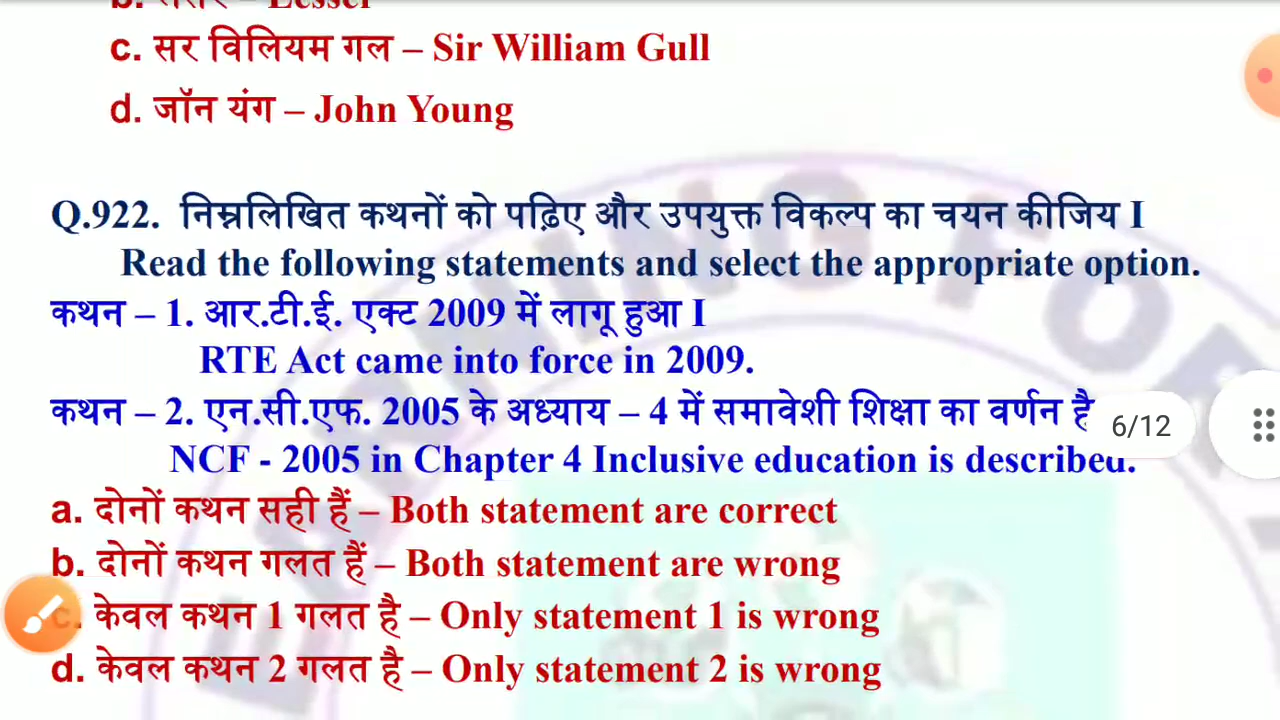 b. लेसर – Lesser
c. सर विलियम गल – Sir William Gull
d. जॉन यंग – John Young
Q.922. निम्नलिखित कथनों को पढ़िए और उपयुक्त विकल्प का चयन कीजिय I
Read the following statements and select the appropriate option.
कथन – 1. आर.टी.ई. एक्ट 2009 में लागू हुआ I
RTE Act came into force in 2009.
कथन – 2. एन.सी.एफ. 2005 के अध्याय – 4 में समावेशी शिक्षा का वर्णन है
6/12
NCF - 2005 in Chapter 4 Inclusive education is described.
a. दोनों कथन सही हैं – Both statement are correct
b. दोनों कथन गलत हैं – Both statement are wrong
c. केवल कथन 1 गलत है – Only statement 1 is wrong
d. केवल कथन 2 गलत है – Only statement 2 is wrong